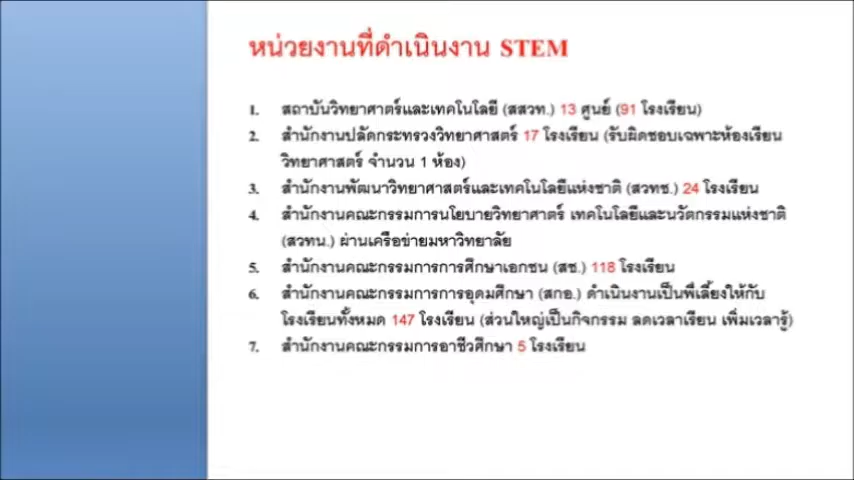 หน่วยงานที่ดำเนินงาน STEM
1. สถาบันวิทยาศาตร์และเทคโนโลยี (สสวท.) 13 ศูนย์ (91 โรงเรียน)
2. สำนักงานปลัดกระทรวงวิทยาศาสตร์ 17 โรงเรียน (รับผิดชอบเฉพาะห้องเรียน
วิทยาศาสตร์ จำนวน 1 ห้อง)
3. สำนักงานพัฒนาวิทยาศาสตร์และเทคโนโลยีแห่งชาติ (สวทช.) 24 โรงเรียน
4. สำนักงานคณะกรรมการนโยบายวิทยาศาตร์ เทคโนโลยีและนวัตกรรมแห่งชาติ
(สวทน.) ผ่านเครือข่ายมหาวิทยาลัย
5. สำนักงานคณะกรรมการการศึกษาเอกชน (สช.) 118 โรงเรียน
6. สำนักงานคณะกรรมการการอุดมศึกษา (สกอ.) ดำเนินงานเป็นพี่เลี้ยงให้กับ
โรงเรียนทั้งหมด 147 โรงเรียน (ส่วนใหญ่เป็นกิจกรรม ลดเวลาเรียน เพิ่มเวลารู้)
7. สำนักงานคณะกรรมการอาชีวศึกษา 5 โรงเรียน